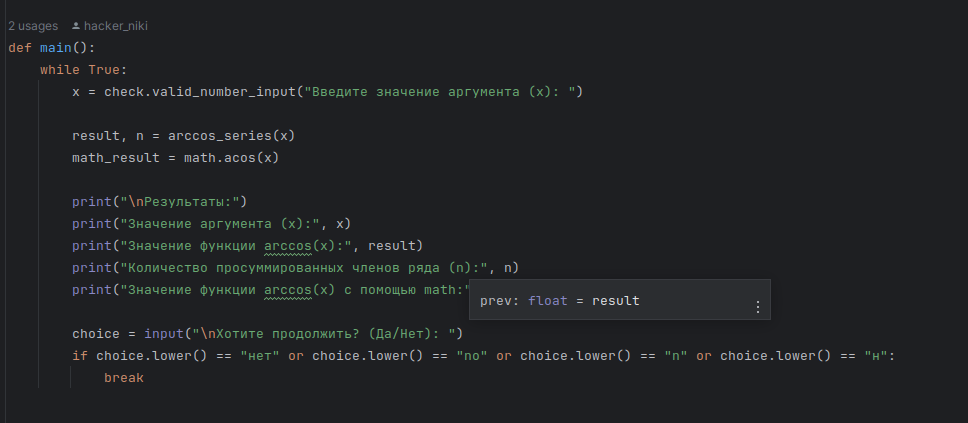 2 usages hacker_niki
def main():
    while True:
        x = check.valid_number_input("Введите значение аргумента (x): ")
        result, n = arccos_series(x)
        math_result = math.acos(x)
        print("\nРезультаты:")
        print("Значение аргумента (x):", x)
        print("Значение функции arccos(x):", result)
        print("Количество просуммированных членов ряда (n):", n)
        print("Значение функции arccos(x) с помощью math:"
prev: float = result
        choice = input("\nХотите продолжить? (Да/Нет): ")
        if choice.lower() == "нет" or choice.lower() == "no" or choice.lower() == "n" or choice.lower() == "н":
            break